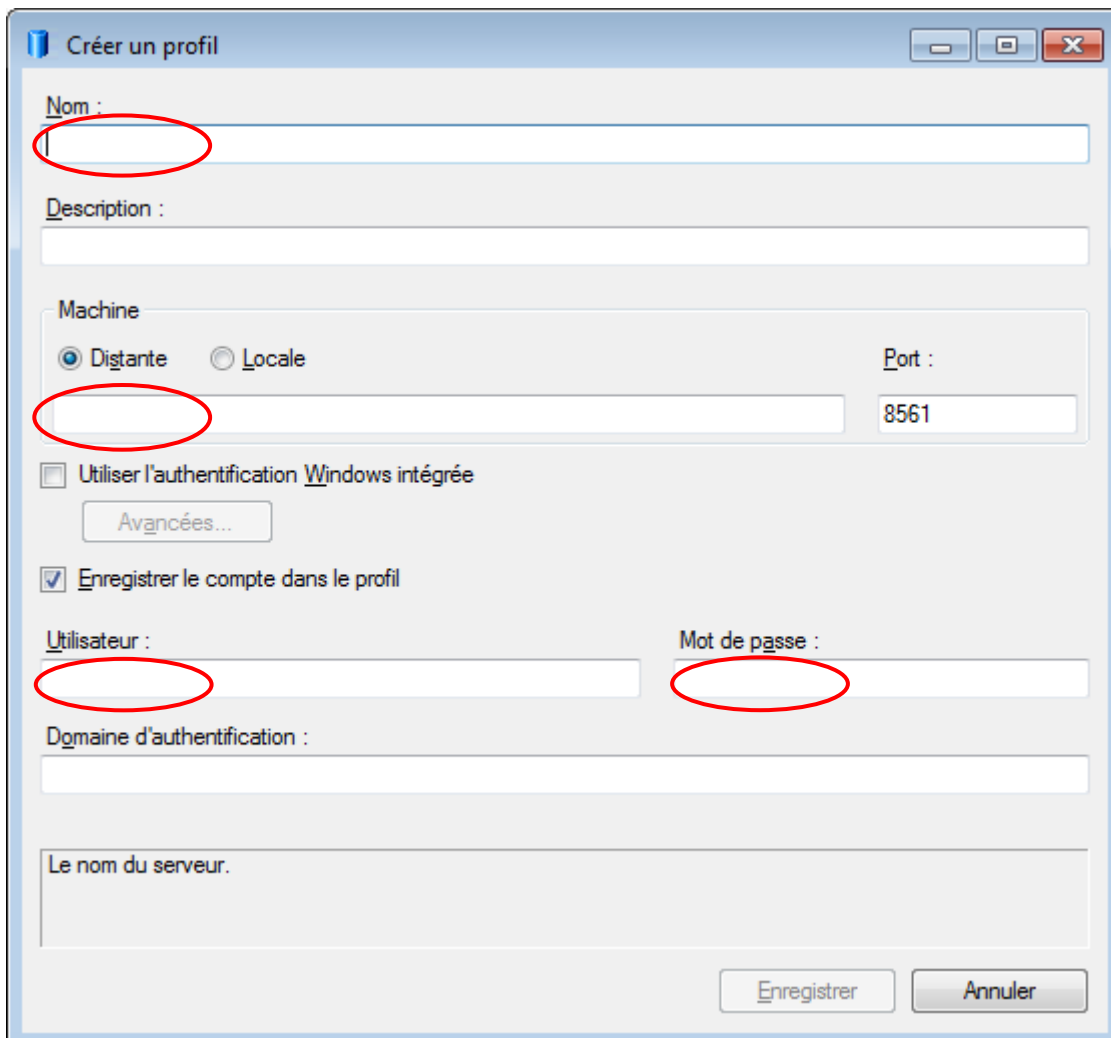 Créer un profil
Nom :
Description :
Machine
Distante Locale Port :
8561
Utiliser l'authentification Windows intégrée
Avancées...
Enregistrer le compte dans le profil
Utilisateur : Mot de passe :
Domaine d'authentification :
Le nom du serveur.
Enregistrer Annuler